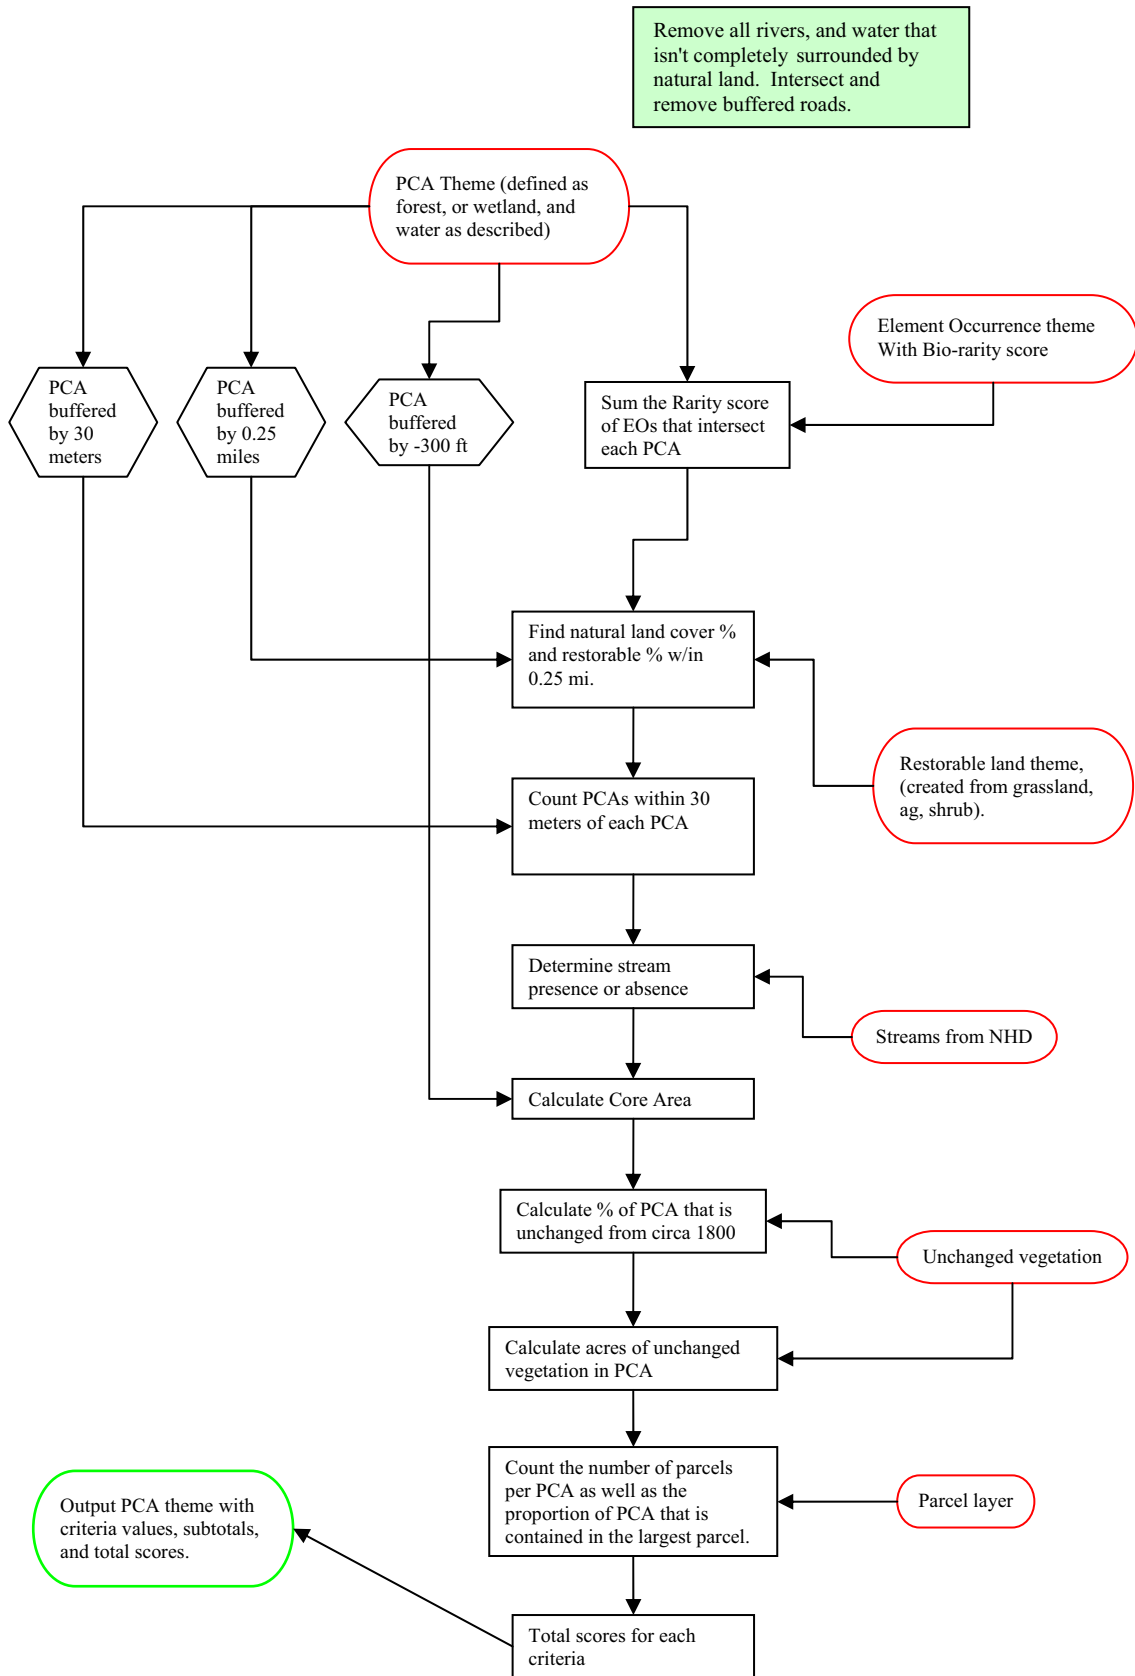 Remove all rivers, and water that
isn't completely surrounded by
natural land. Intersect and
remove buffered roads.
PCA Theme (defined as
forest, or wetland, and
water as described)
Element Occurrence theme
With Bio-rarity score
PCA
buffered
by 30
meters
PCA
buffered
by 0.25
miles
PCA
buffered
by -300 ft
Sum the Rarity score
of EOs that intersect
each PCA
Find natural land cover %
and restorable % w/in
0.25 mi.
Restorable land theme,
(created from grassland,
ag, shrub).
Count PCAs within 30
meters of each PCA
Determine stream
presence or absence
Streams from NHD
Calculate Core Area
Calculate % of PCA that is
unchanged from circa 1800
Unchanged vegetation
Calculate acres of unchanged
vegetation in PCA
Count the number of parcels
per PCA as well as the
proportion of PCA that is
contained in the largest parcel.
Parcel layer
Output PCA theme with
criteria values, subtotals,
and total scores.
Total scores for each
criteria